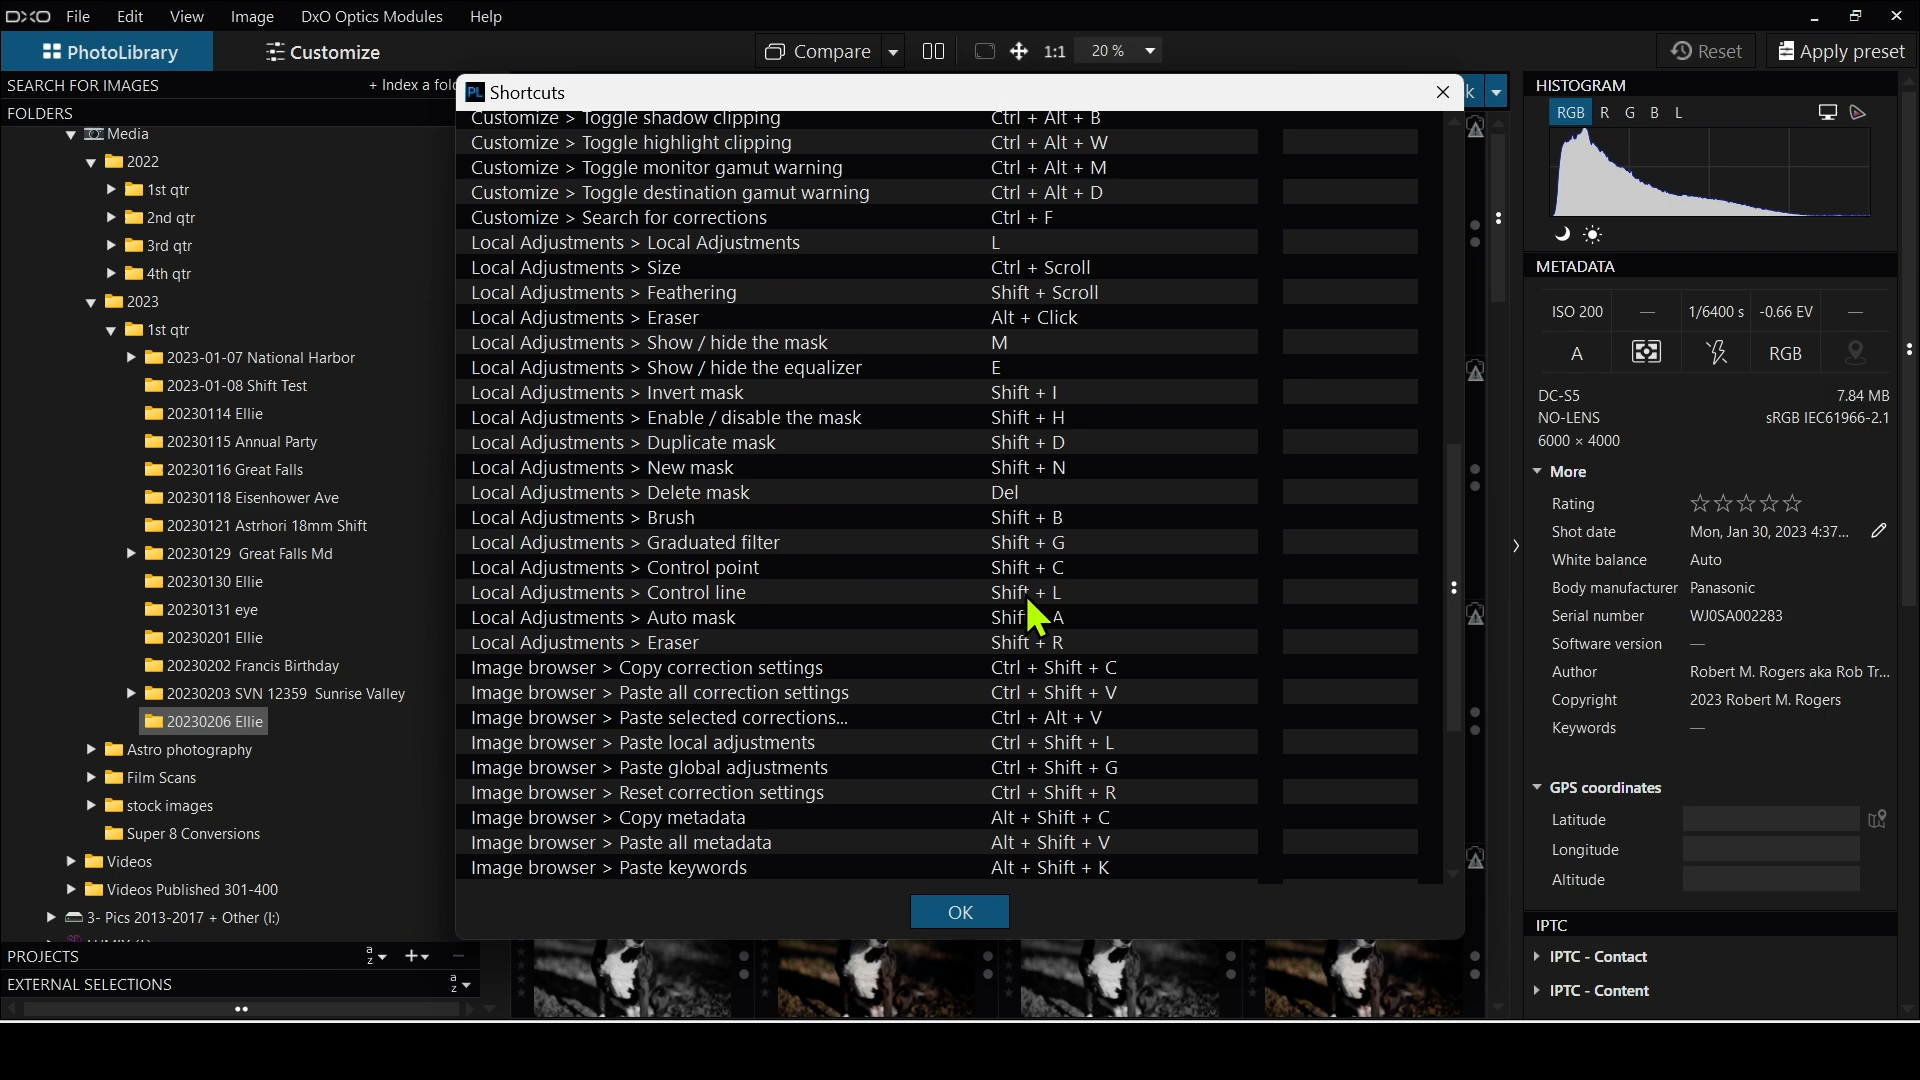 DXO File Edit View Image DxO Optics Modules Help
PhotoLibrary Customize Compare 1:1 20 % Reset Apply preset
SEARCH FOR IMAGES + Index a fol
FOLDERS
Media
2022
1st qtr
2nd qtr
3rd qtr
4th qtr
2023
1st qtr
2023-01-07 National Harbor
2023-01-08 Shift Test
20230114 Ellie
20230115 Annual Party
20230116 Great Falls
20230118 Eisenhower Ave
20230121 Astrhori 18mm Shift
20230129 Great Falls Md
20230130 Ellie
20230131 eye
20230201 Ellie
20230202 Francis Birthday
20230203 SVN 12359 Sunrise Valley
20230206 Ellie
Astro photography
Film Scans
stock images
Super 8 Conversions
Videos
Videos Published 301-400
3- Pics 2013-2017 + Other (I:)
PROJECTS
EXTERNAL SELECTIONS
PL Shortcuts
Customize > Toggle shadow clipping Ctrl + Alt + B
Customize > Toggle highlight clipping Ctrl + Alt + W
Customize > Toggle monitor gamut warning Ctrl + Alt + M
Customize > Toggle destination gamut warning Ctrl + Alt + D
Customize > Search for corrections Ctrl + F
Local Adjustments > Local Adjustments L
Local Adjustments > Size Ctrl + Scroll
Local Adjustments > Feathering Shift + Scroll
Local Adjustments > Eraser Alt + Click
Local Adjustments > Show / hide the mask M
Local Adjustments > Show / hide the equalizer E
Local Adjustments > Invert mask Shift + I
Local Adjustments > Enable / disable the mask Shift + H
Local Adjustments > Duplicate mask Shift + D
Local Adjustments > New mask Shift + N
Local Adjustments > Delete mask Del
Local Adjustments > Brush Shift + B
Local Adjustments > Graduated filter Shift + G
Local Adjustments > Control point Shift + C
Local Adjustments > Control line Shift + L
Local Adjustments > Auto mask Shif A
Local Adjustments > Eraser Shift + R
Image browser > Copy correction settings Ctrl + Shift + C
Image browser > Paste all correction settings Ctrl + Shift + V
Image browser > Paste selected corrections... Ctrl + Alt + V
Image browser > Paste local adjustments Ctrl + Shift + L
Image browser > Paste global adjustments Ctrl + Shift + G
Image browser > Reset correction settings Ctrl + Shift + R
Image browser > Copy metadata Alt + Shift + C
Image browser > Paste all metadata Alt + Shift + V
Image browser > Paste keywords Alt + Shift + K
OK
k
HISTOGRAM
RGB R G B L
METADATA
ISO 200 — 1/6400 s -0.66 EV —
A RGB
DC-S5 7.84 MB
NO-LENS sRGB IEC61966-2.1
6000 × 4000
More
Rating
Shot date Mon, Jan 30, 2023 4:37...
White balance Auto
Body manufacturer Panasonic
Serial number WJ0SA002283
Software version —
Author Robert M. Rogers aka Rob Tr...
Copyright 2023 Robert M. Rogers
Keywords —
GPS coordinates
Latitude
Longitude
Altitude
IPTC
IPTC - Contact
IPTC - Content